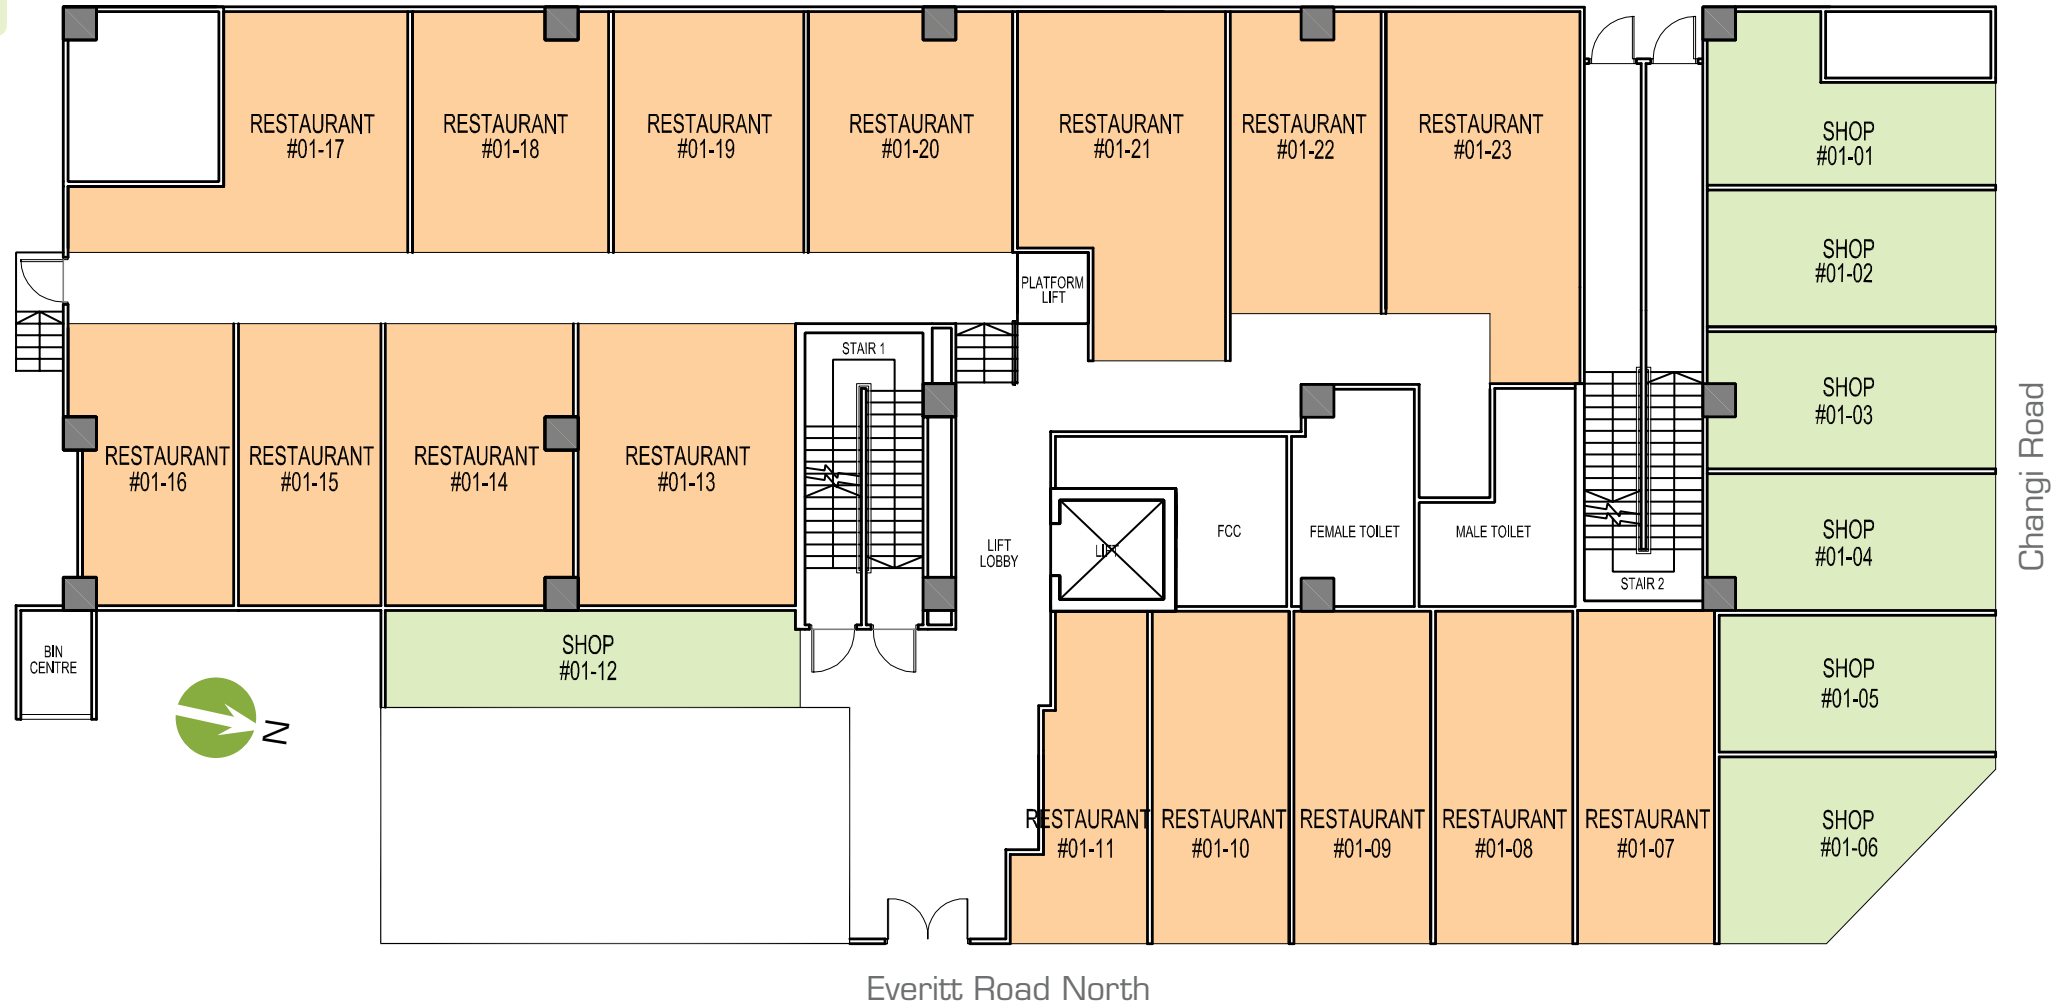 RESTAURANT
#01-17
RESTAURANT
#01-18
RESTAURANT
#01-19
RESTAURANT
#01-20
RESTAURANT
#01-21
RESTAURANT
#01-22
RESTAURANT
#01-23
SHOP
#01-01
SHOP
#01-02
PLATFORM
LIFT
STAIR 1
SHOP
#01-03
RESTAURANT
#01-16
RESTAURANT
#01-15
RESTAURANT
#01-14
RESTAURANT
#01-13
LIFT
LOBBY
LIFT
FCC
FEMALE TOILET
MALE TOILET
STAIR 2
SHOP
#01-04
Changi Road
BIN
CENTRE
SHOP
#01-12
SHOP
#01-05
N
RESTAURANT
#01-11
RESTAURANT
#01-10
RESTAURANT
#01-09
RESTAURANT
#01-08
RESTAURANT
#01-07
SHOP
#01-06
Everitt Road North